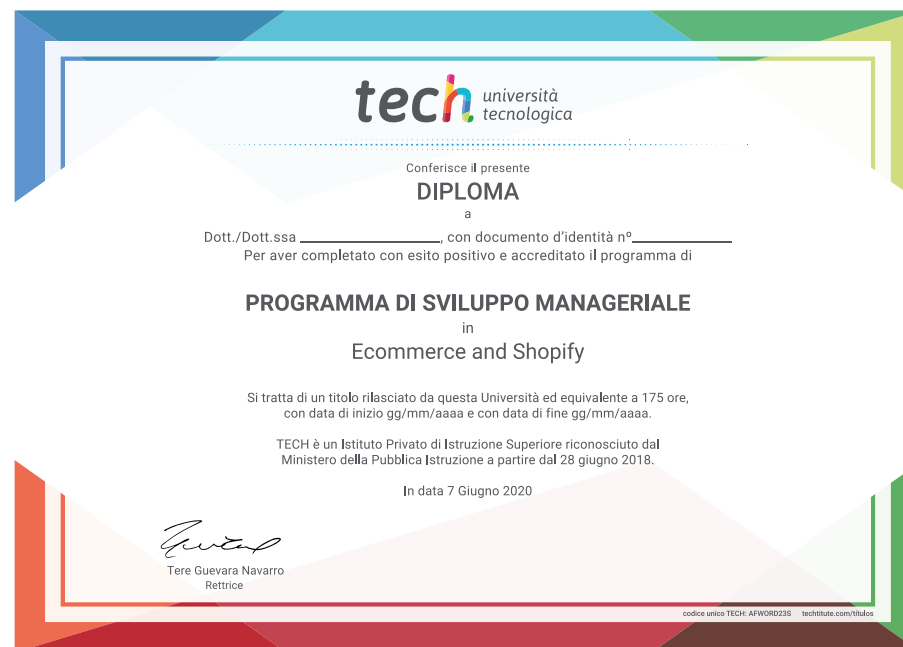 tech università
tecnologica
Conferisce il presente
DIPLOMA
a
Dott./Dott.ssa ____________________, con documento d'identità nº______________
Per aver completato con esito positivo e accreditato il programma di
PROGRAMMA DI SVILUPPO MANAGERIALE
in
Ecommerce and Shopify
Si tratta di un titolo rilasciato da questa Università ed equivalente a 175 ore,
con data di inizio gg/mm/aaaa e con data di fine gg/mm/aaaa.
TECH è un Istituto Privato di Istruzione Superiore riconosciuto dal
Ministero della Pubblica Istruzione a partire dal 28 giugno 2018.
In data 7 Giugno 2020
Tere Guevara Navarro
Rettrice
codice unico TECH: AFWORD23S techtitute.com/titulos